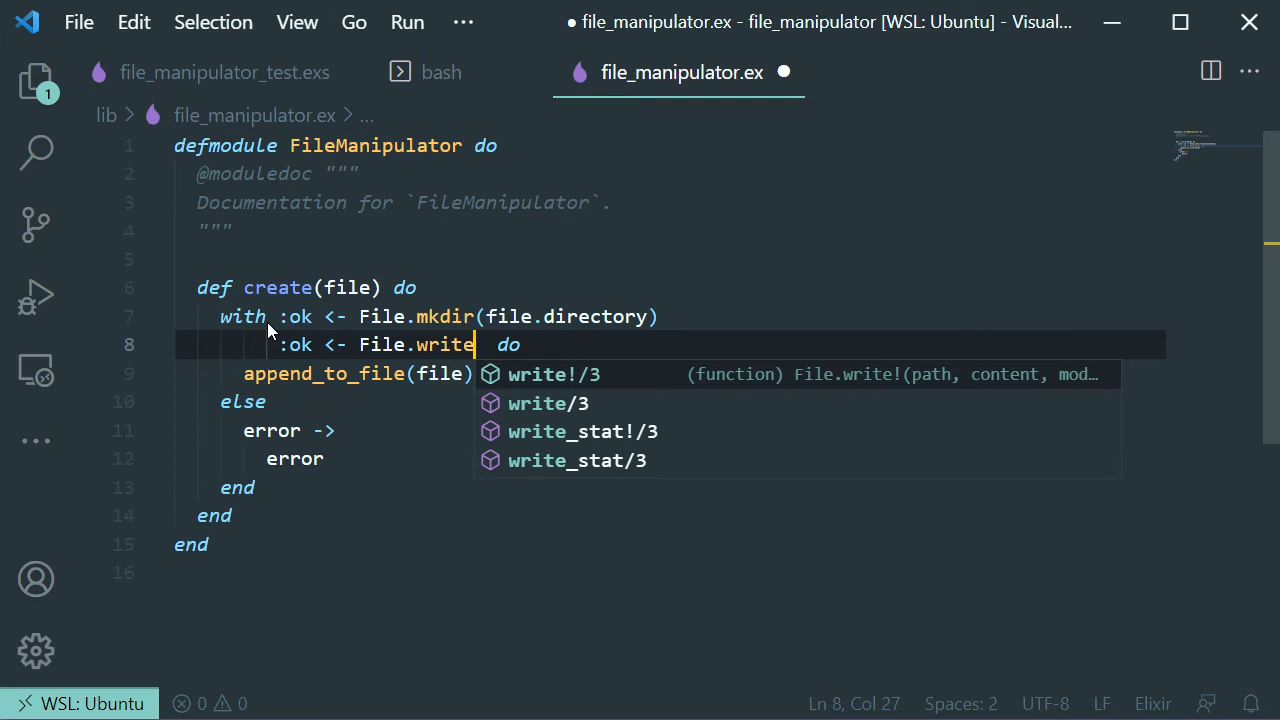 File Edit Selection View Go Run ••• ● file_manipulator.ex - file_manipulator [WSL: Ubuntu] - Visual...
file_manipulator_test.exs bash file_manipulator.ex ●
1
lib > file_manipulator.ex > ...
1 defmodule FileManipulator do
2 @moduledoc """
3 Documentation for `FileManipulator`.
4 """
5
6 def create(file) do
7 with :ok <- File.mkdir(file.directory)
8 :ok <- File.write do
9 append_to_file(file) write!/3 (function) File.write!(path, content, mod...
10 else write/3
11 error -> write_stat!/3
12 error write_stat/3
13 end
14 end
15 end
16
WSL: Ubuntu 0 0 Ln 8, Col 27 Spaces: 2 UTF-8 LF Elixir